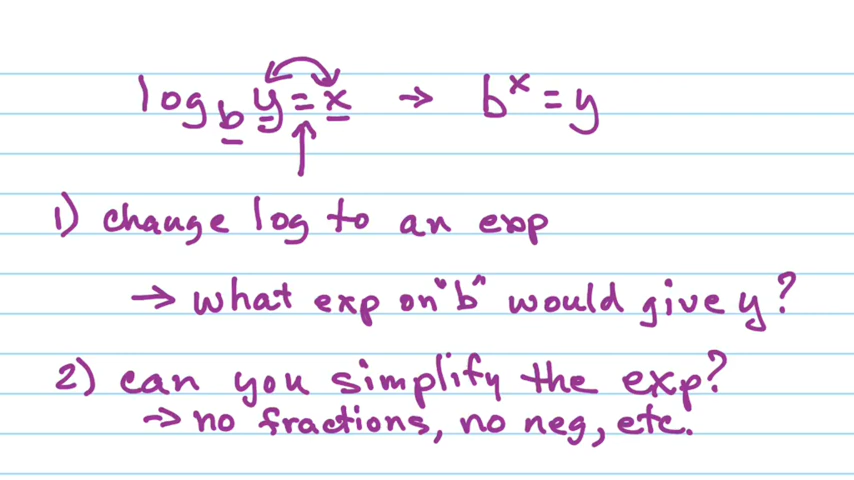 log_b y = x → b^x = y
1) change log to an exp
→ what exp on "b" would give y?
2) can you simplify the exp?
→ no fractions, no neg, etc.